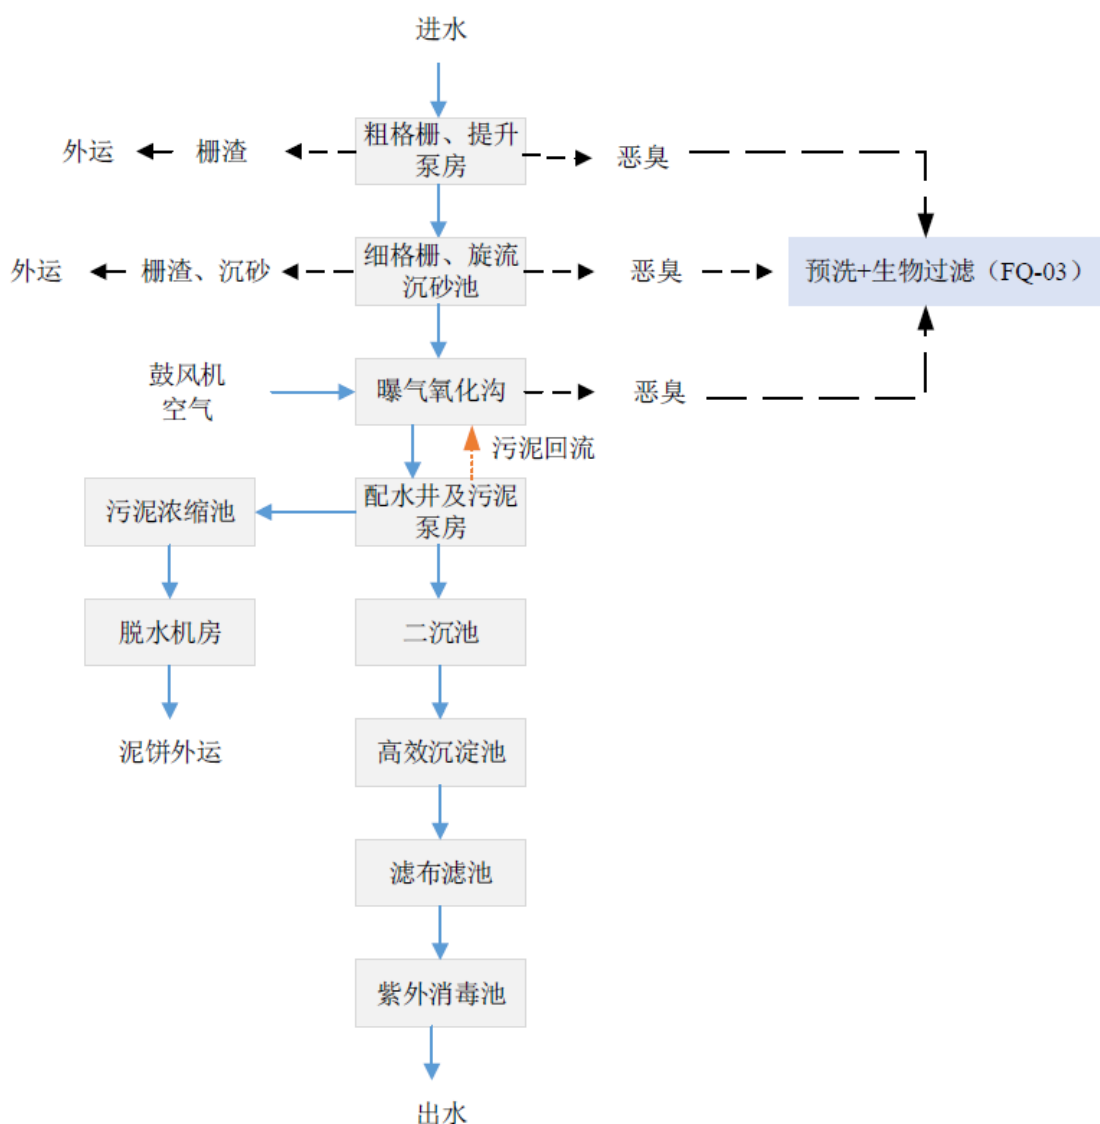 进水
外运
栅渣
粗格栅、提升
泵房
恶臭
外运
栅渣、沉砂
细格栅、旋流
沉砂池
恶臭
预洗+生物过滤（FQ-03）
鼓风机
空气
曝气氧化沟
恶臭
污泥回流
污泥浓缩池
配水井及污泥
泵房
脱水机房
二沉池
泥饼外运
高效沉淀池
滤布滤池
紫外消毒池
出水